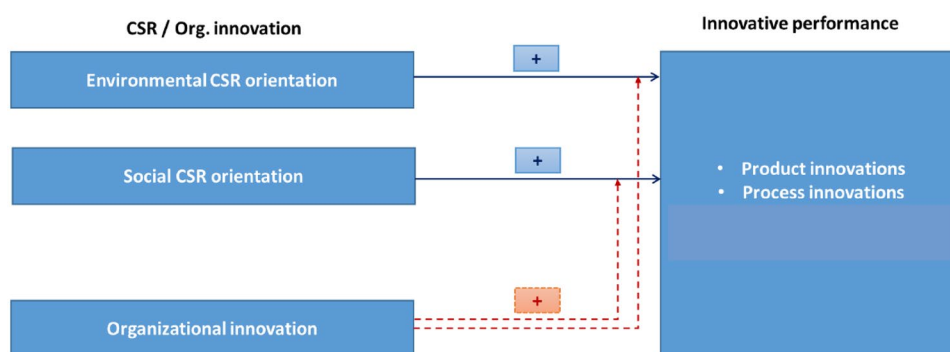 CSR / Org. innovation
Innovative performance
Environmental CSR orientation
+
Social CSR orientation
+
• Product innovations
• Process innovations
Organizational innovation
+